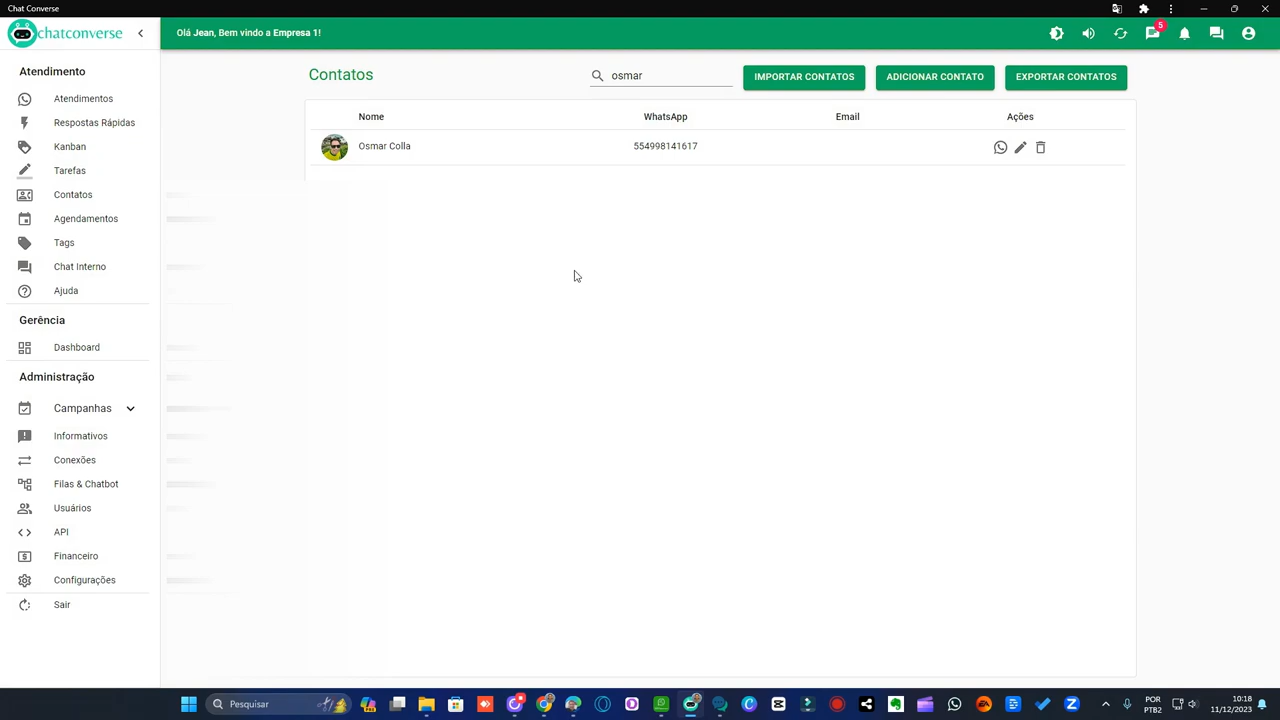 Chat Converse
chatconverse
Olá Jean, Bem vindo a Empresa 1!
5
Atendimento
Atendimentos
Respostas Rápidas
Kanban
Tarefas
Contatos
Agendamentos
Tags
Chat Interno
Ajuda
Gerência
Dashboard
Administração
Campanhas
Informativos
Conexões
Filas & Chatbot
Usuários
API
Financeiro
Configurações
Sair
Contatos
osmar
IMPORTAR CONTATOS
ADICIONAR CONTATO
EXPORTAR CONTATOS
Nome WhatsApp Email Ações
Osmar Colla 554998141617
Pesquisar
POR
PTB2
10:18
11/12/2023